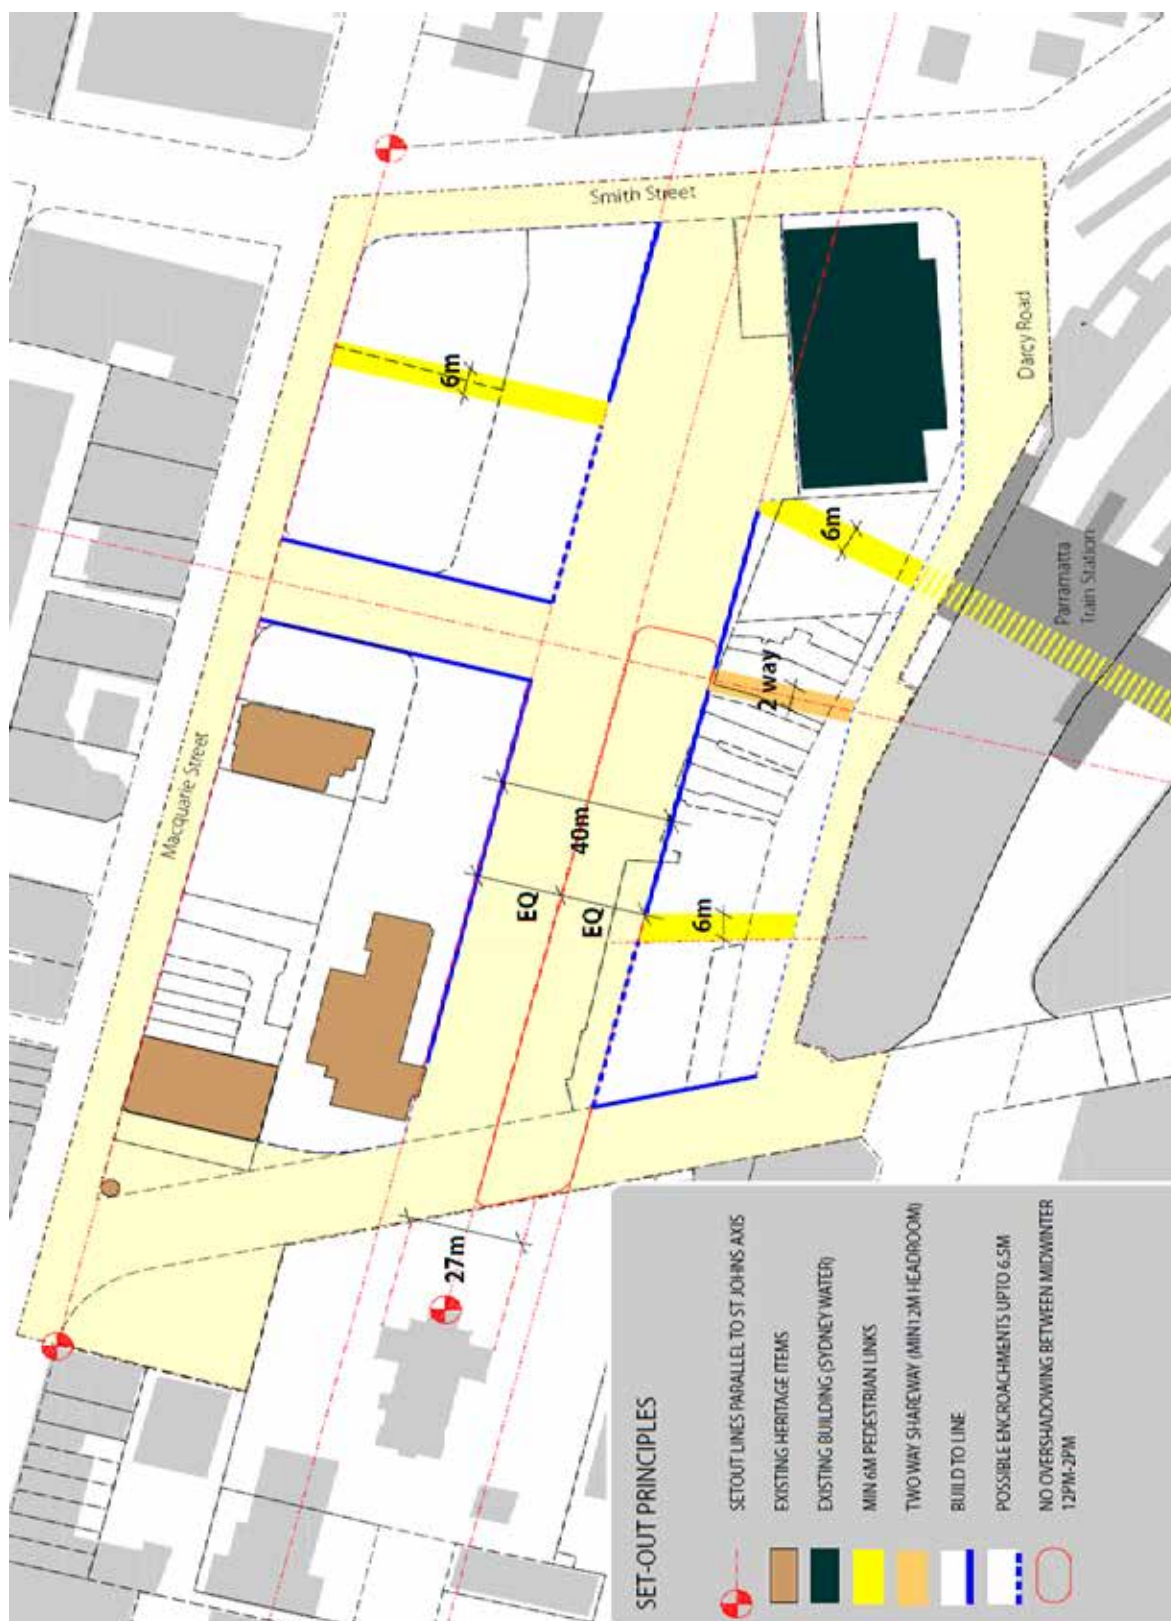 Smith Street
Darcy Road
Macquarie Street
Parramatta
Train Station
6m
6m
2 way
40m
EQ
EQ
6m
27m
SET-OUT PRINCIPLES
SETOUT LINES PARALLEL TO ST JOHNS AXIS
EXISTING HERITAGE ITEMS
EXISTING BUILDING (SYDNEY WATER)
MIN 6M PEDESTRIAN LINKS
TWO WAY SHAREWAY (MIN12M HEADROOM)
BUILD TO LINE
POSSIBLE ENCROACHMENTS UPTO 6.5M
NO OVERSHADOWING BETWEEN MIDWINTER
12PM-2PM